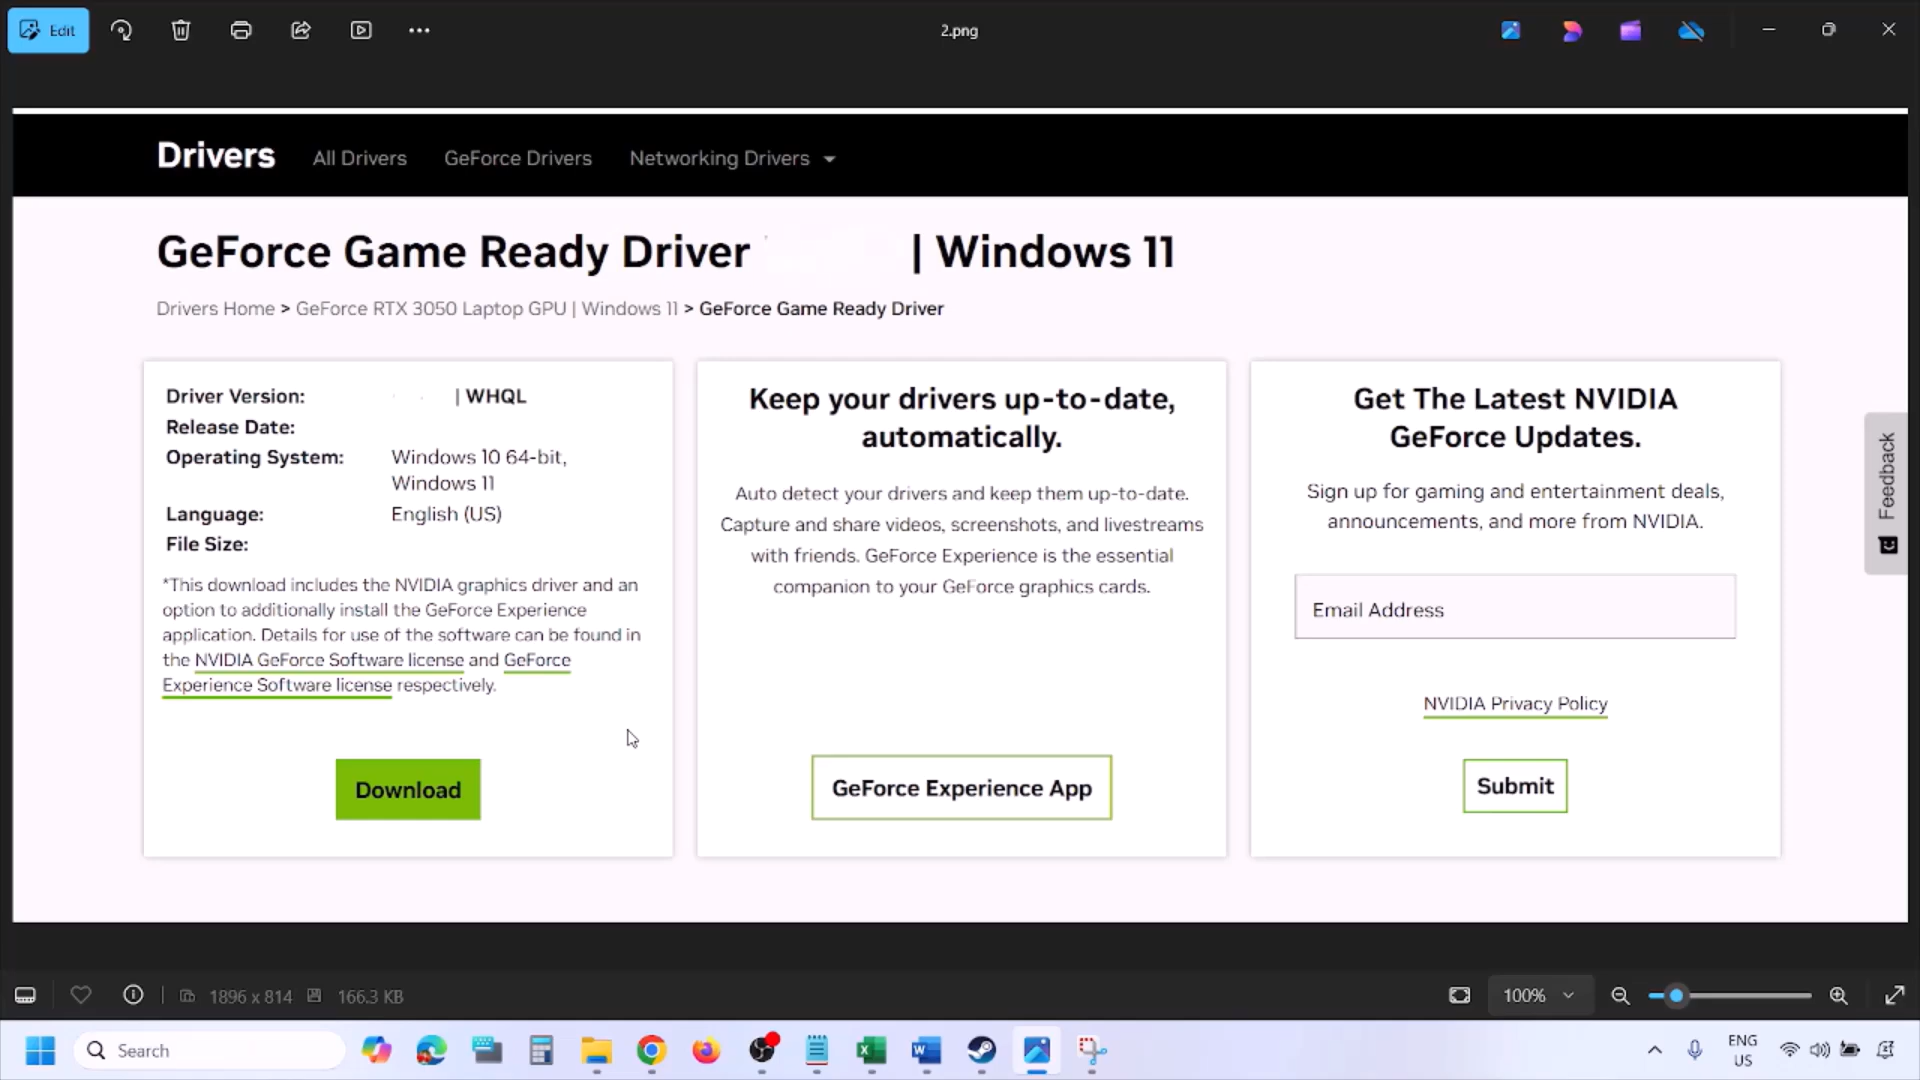 Edit
2.png
Drivers All Drivers GeForce Drivers Networking Drivers
GeForce Game Ready Driver | Windows 11
Drivers Home > GeForce RTX 3050 Laptop GPU | Windows 11 > GeForce Game Ready Driver
Driver Version: | WHQL
Release Date:
Operating System: Windows 10 64-bit,
Windows 11
Language: English (US)
File Size:
*This download includes the NVIDIA graphics driver and an
option to additionally install the GeForce Experience
application. Details for use of the software can be found in
the NVIDIA GeForce Software license and GeForce
Experience Software license respectively.
Download
Keep your drivers up-to-date,
automatically.
Auto detect your drivers and keep them up-to-date.
Capture and share videos, screenshots, and livestreams
with friends. GeForce Experience is the essential
companion to your GeForce graphics cards.
GeForce Experience App
Get The Latest NVIDIA
GeForce Updates.
Sign up for gaming and entertainment deals,
announcements, and more from NVIDIA.
Email Address
NVIDIA Privacy Policy
Submit
Feedback
1896 x 814 166.3 KB
100%
Search
ENG
US